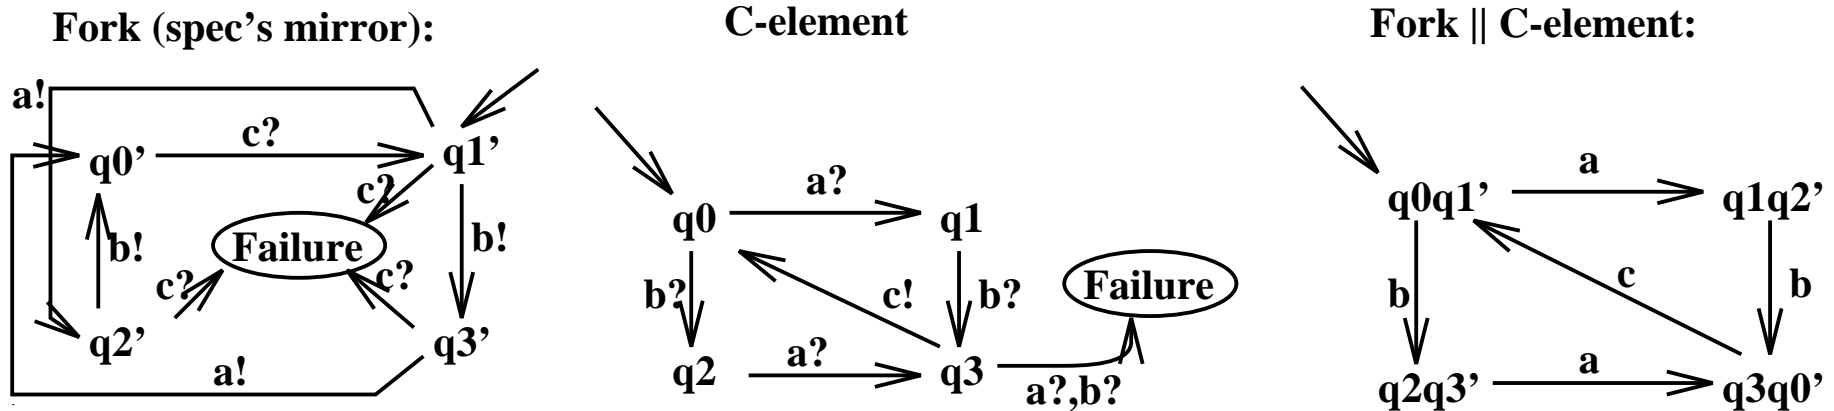 Fork (spec's mirror):
a!
q0'
c?
q1'
c?
b!
Failure
b!
c?
c?
q2'
q3'
a!
C-element
q0
a?
q1
b?
c!
b?
Failure
q2
a?
q3
a?,b?
Fork || C-element:
q0q1'
a
q1q2'
b
c
b
q2q3'
a
q3q0'